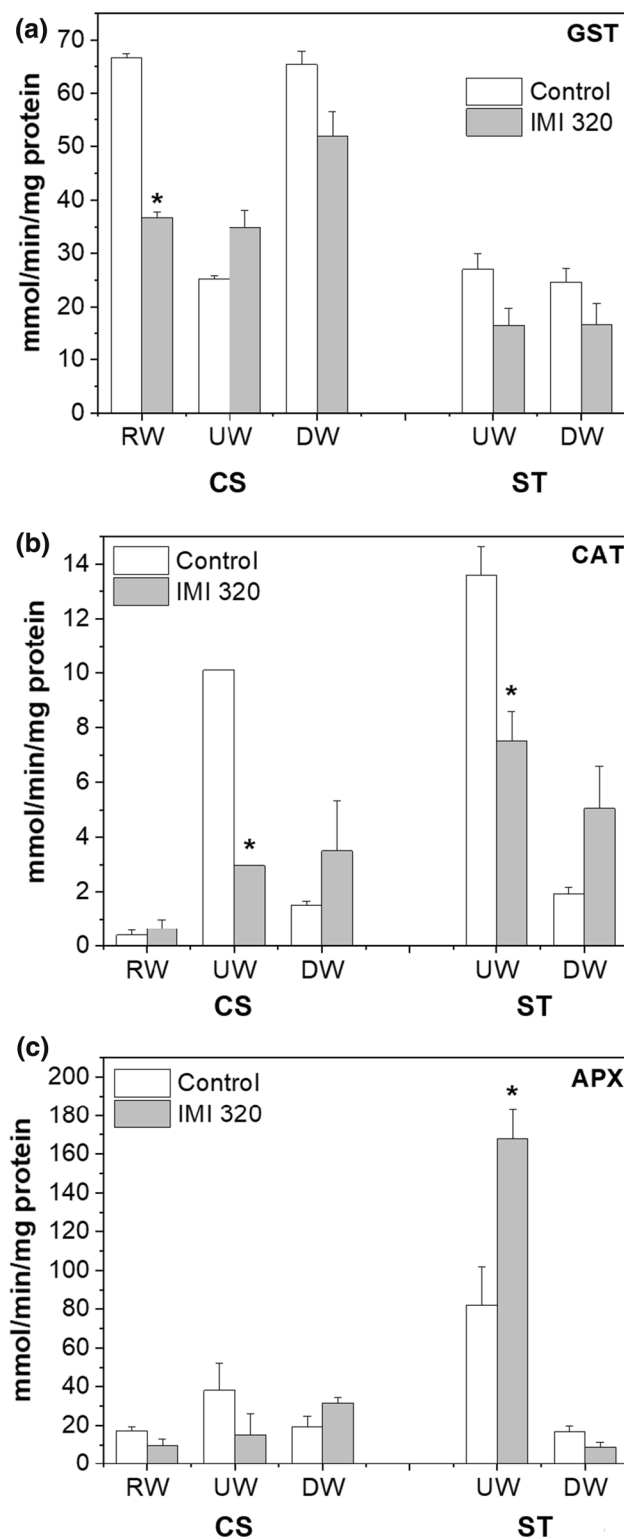 (a)
GST
70
60
50
40
30
20
10
0
mmol/min/mg protein
Control
IMI 320
*
RW UW DW UW DW
CS ST
(b)
CAT
14
12
10
8
6
4
2
0
mmol/min/mg protein
Control
IMI 320
*
*
RW UW DW UW DW
CS ST
(c)
APX
200
180
160
140
120
100
80
60
40
20
0
mmol/min/mg protein
Control
IMI 320
*
RW UW DW UW DW
CS ST